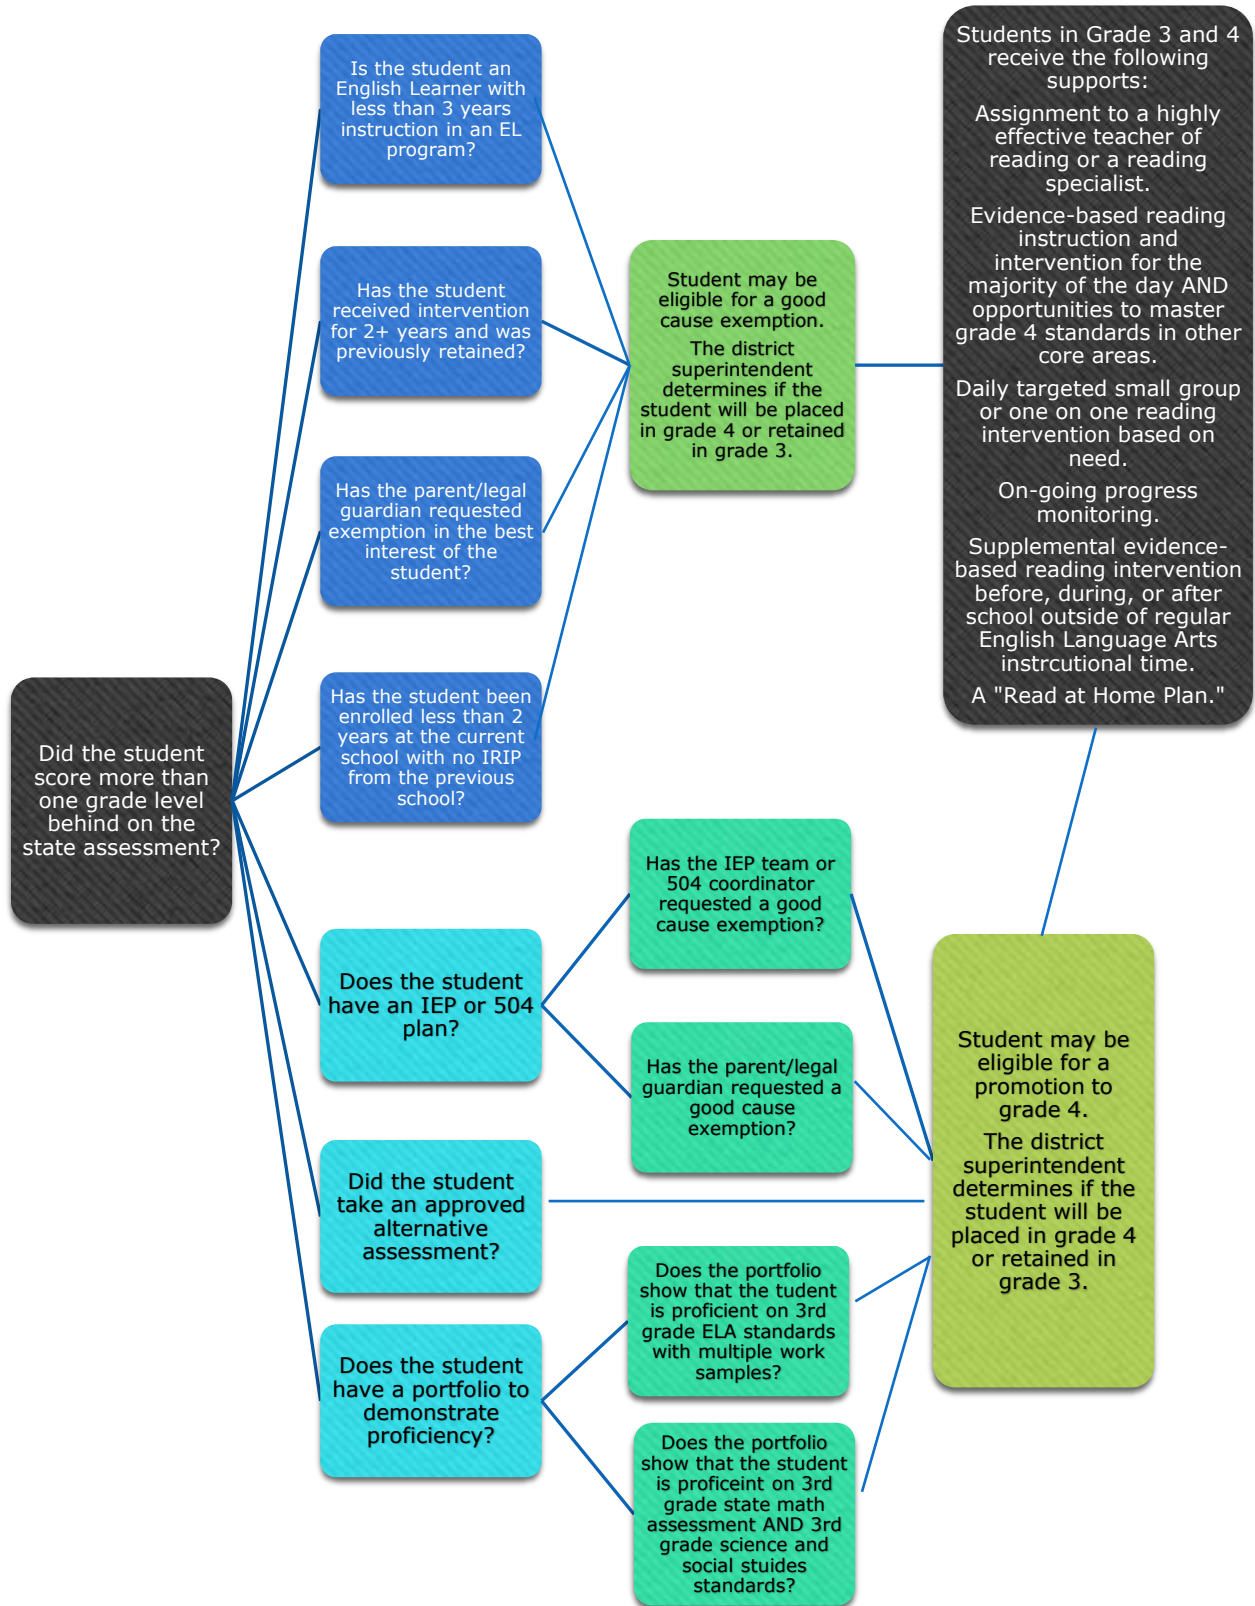 Did the student
score more than
one grade level
behind on the
state assessment?
Is the student an
English Learner with
less than 3 years
instruction in an EL
program?
Has the student
received intervention
for 2+ years and was
previously retained?
Has the parent/legal
guardian requested
exemption in the best
interest of the
student?
Has the student been
enrolled less than 2
years at the current
school with no IRIP
from the previous
school?
Student may be
eligible for a good
cause exemption.
The district
superintendent
determines if the
student will be placed
in grade 4 or retained
in grade 3.
Students in Grade 3 and 4
receive the following
supports:
Assignment to a highly
effective teacher of
reading or a reading
specialist.
Evidence-based reading
instruction and
intervention for the
majority of the day AND
opportunities to master
grade 4 standards in other
core areas.
Daily targeted small group
or one on one reading
intervention based on
need.
On-going progress
monitoring.
Supplemental evidence-
based reading intervention
before, during, or after
school outside of regular
English Language Arts
instrcutional time.
A "Read at Home Plan."
Does the student
have an IEP or 504
plan?
Has the IEP team or
504 coordinator
requested a good
cause exemption?
Has the parent/legal
guardian requested a
good cause
exemption?
Did the student
take an approved
alternative
assessment?
Does the student
have a portfolio to
demonstrate
proficiency?
Does the portfolio
show that the tudent
is proficient on 3rd
grade ELA standards
with multiple work
samples?
Does the portfolio
show that the student
is proficeint on 3rd
grade state math
assessment AND 3rd
grade science and
social stuides
standards?
Student may be
eligible for a
promotion to
grade 4.
The district
superintendent
determines if the
student will be
placed in grade 4
or retained in
grade 3.